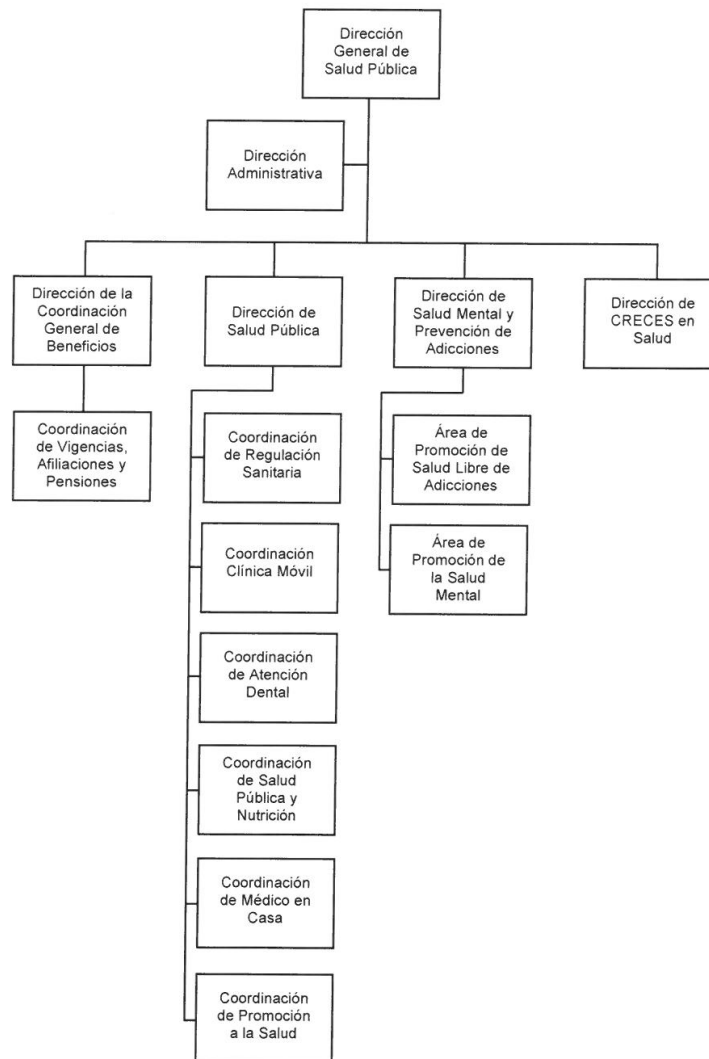 Dirección
General de
Salud Pública
Dirección
Administrativa
Dirección de la
Coordinación
General de
Beneficios
Dirección de
Salud Pública
Dirección de
Salud Mental y
Prevención de
Adicciones
Dirección de
CRECES en
Salud
Coordinación
de Vigencias,
Afiliaciones y
Pensiones
Coordinación
de Regulación
Sanitaria
Coordinación
Clínica Móvil
Coordinación
de Atención
Dental
Coordinación
de Salud
Pública y
Nutrición
Coordinación
de Médico en
Casa
Coordinación
de Promoción
a la Salud
Área de
Promoción de
Salud Libre de
Adicciones
Área de
Promoción de
la Salud
Mental